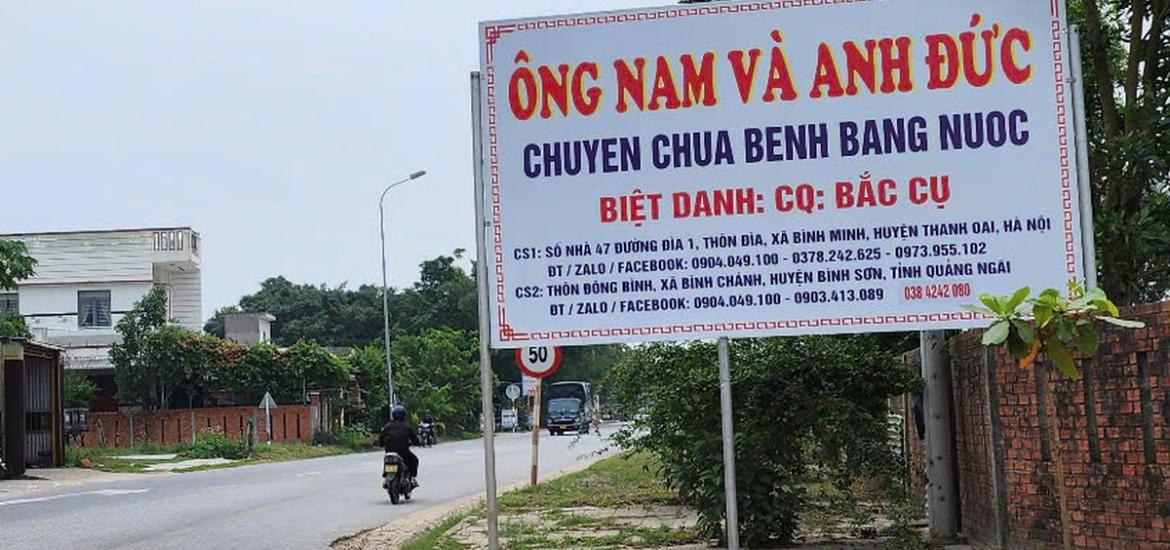 ÔNG NAM VÀ ANH ĐỨC
CHUYEN CHUA BENH BANG NUOC
BIỆT DANH: CQ: BẮC CỤ
CS1: SỐ NHÀ 47 ĐƯỜNG ĐÌA 1, THÔN ĐÌA, XÃ BÌNH MINH, HUYỆN THANH OAI, HÀ NỘI
ĐT / ZALO / FACEBOOK: 0904.049.100 - 0378.242.625 - 0973.955.102
CS2: THÔN ĐÔNG BÌNH, XÃ BÌNH CHÁNH, HUYỆN BÌNH SƠN, TỈNH QUẢNG NGÃI
ĐT / ZALO / FACEBOOK: 0904.049.100 - 0903.413.089 038 4242 080
50